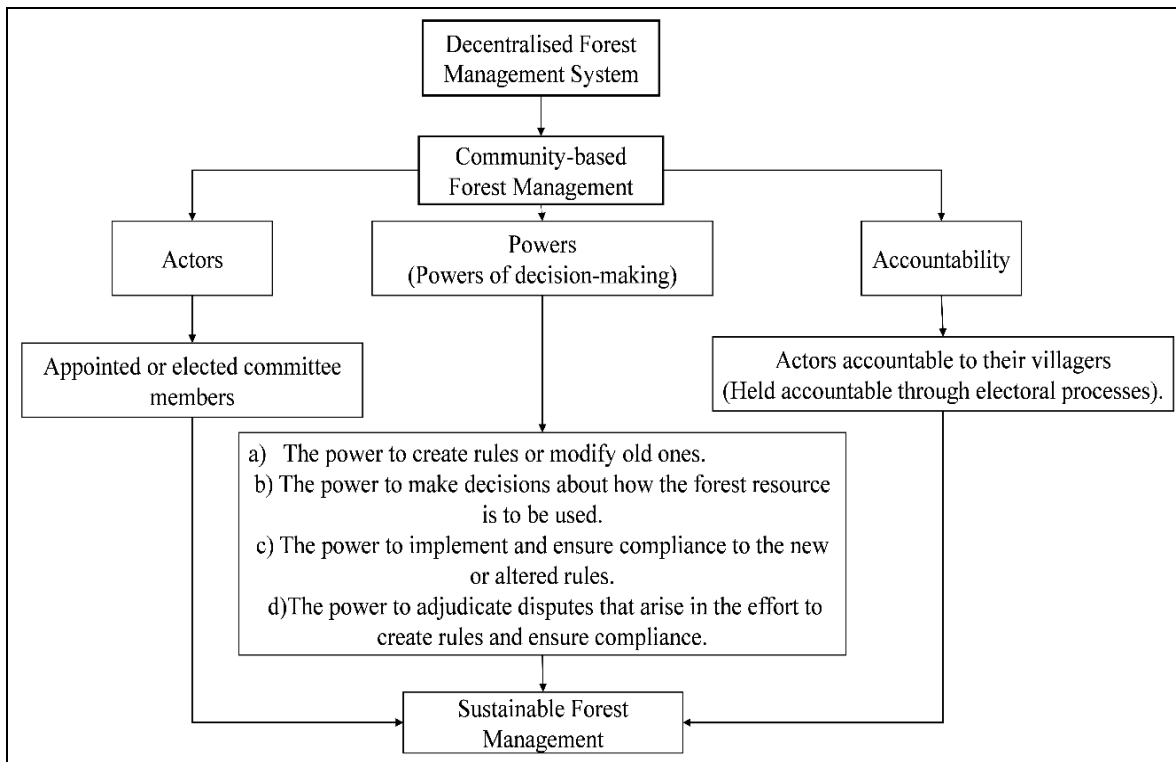 Decentralised Forest
Management System
Community-based
Forest Management
Actors
Powers
(Powers of decision-making)
Accountability
Appointed or elected committee
members
Actors accountable to their villagers
(Held accountable through electoral processes).
a) The power to create rules or modify old ones.
b) The power to make decisions about how the forest resource
is to be used.
c) The power to implement and ensure compliance to the new
or altered rules.
d)The power to adjudicate disputes that arise in the effort to
create rules and ensure compliance.
Sustainable Forest
Management